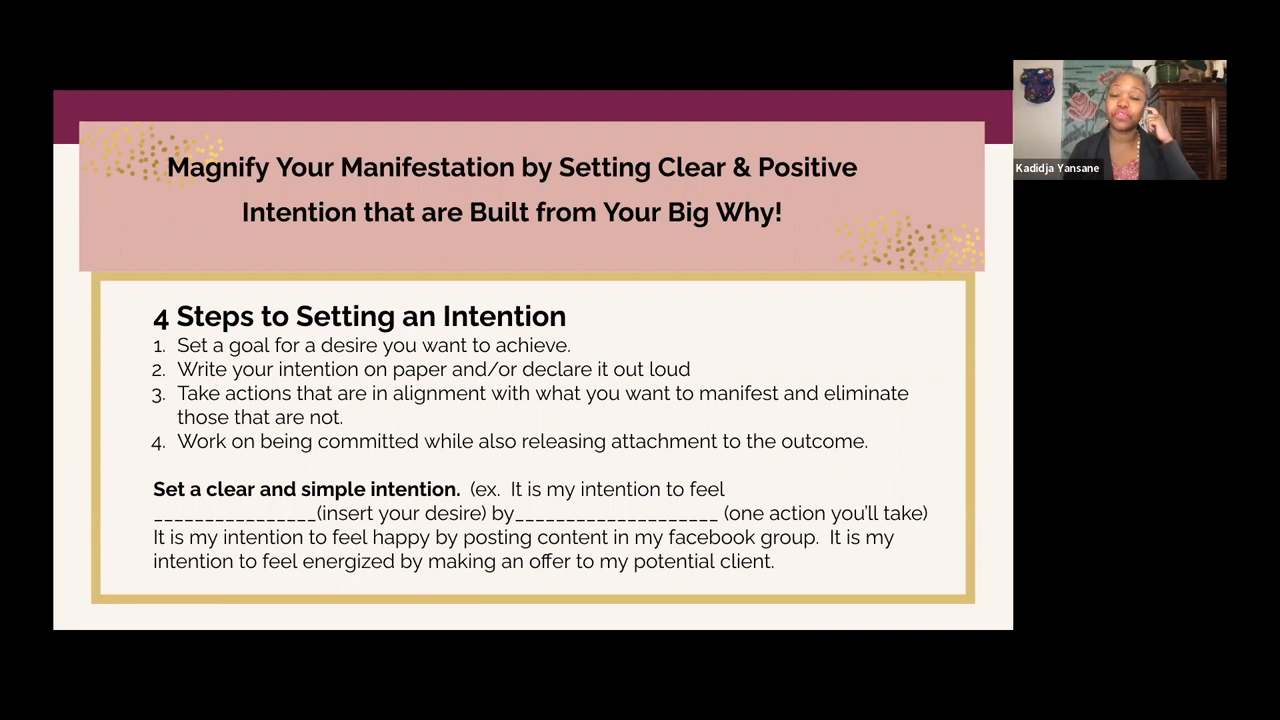 Magnify Your Manifestation by Setting Clear & Positive
Intention that are Built from Your Big Why!
4 Steps to Setting an Intention
1. Set a goal for a desire you want to achieve.
2. Write your intention on paper and/or declare it out loud
3. Take actions that are in alignment with what you want to manifest and eliminate
those that are not.
4. Work on being committed while also releasing attachment to the outcome.
Set a clear and simple intention. (ex. It is my intention to feel
________________(insert your desire) by____________________ (one action you'll take)
It is my intention to feel happy by posting content in my facebook group. It is my
intention to feel energized by making an offer to my potential client.
Kadidja Yansane